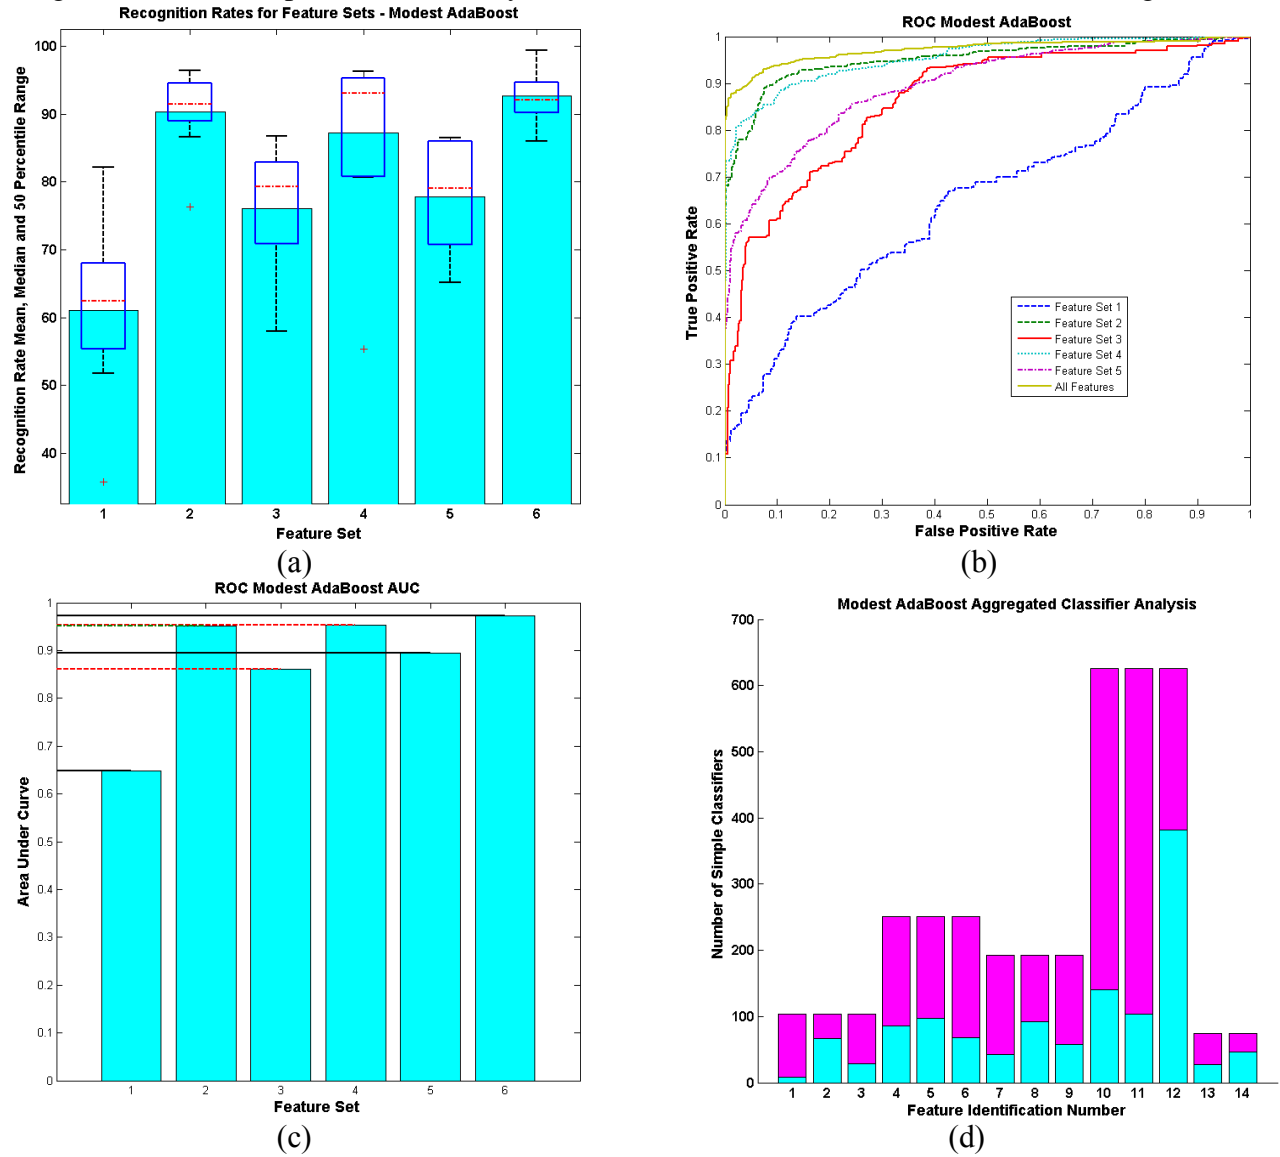 Recognition Rates for Feature Sets - Modest AdaBoost
Recognition Rate Mean, Median and 50 Percentile Range
100
90
80
70
60
50
40
1 2 3 4 5 6
Feature Set
(a)
ROC Modest AdaBoost
True Positive Rate
1
0.9
0.8
0.7
0.6
0.5
0.4
0.3
0.2
0.1
0
0 0.1 0.2 0.3 0.4 0.5 0.6 0.7 0.8 0.9 1
False Positive Rate
Feature Set 1
Feature Set 2
Feature Set 3
Feature Set 4
Feature Set 5
All Features
(b)
ROC Modest AdaBoost AUC
Area Under Curve
1
0.9
0.8
0.7
0.6
0.5
0.4
0.3
0.2
0.1
0
1 2 3 4 5 6
Feature Set
(c)
Modest AdaBoost Aggregated Classifier Analysis
Number of Simple Classifiers
700
600
500
400
300
200
100
0
1 2 3 4 5 6 7 8 9 10 11 12 13 14
Feature Identification Number
(d)